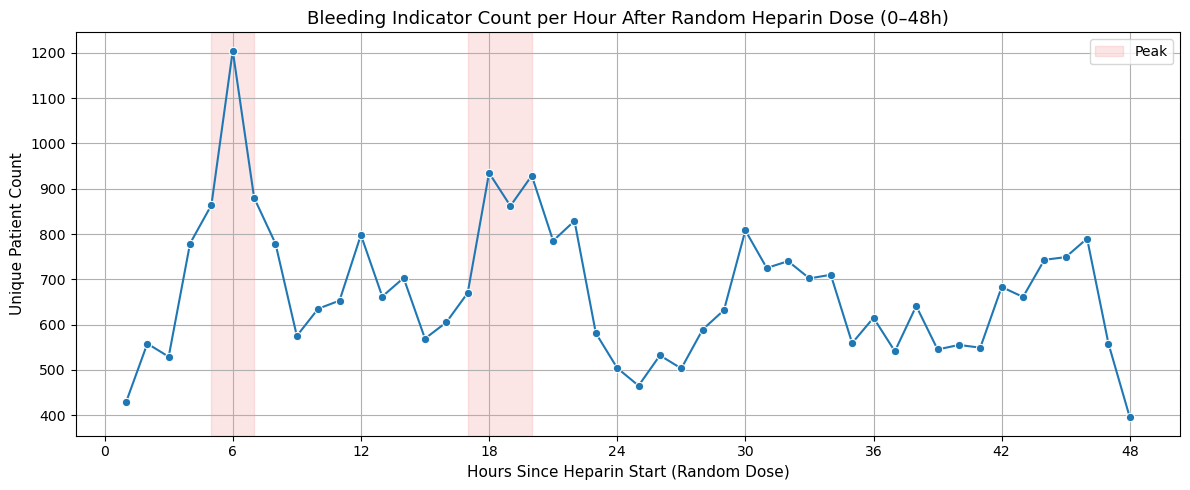 Bleeding Indicator Count per Hour After Random Heparin Dose (0–48h)
Peak
Unique Patient Count
1200
1100
1000
900
800
700
600
500
400
0 6 12 18 24 30 36 42 48
Hours Since Heparin Start (Random Dose)